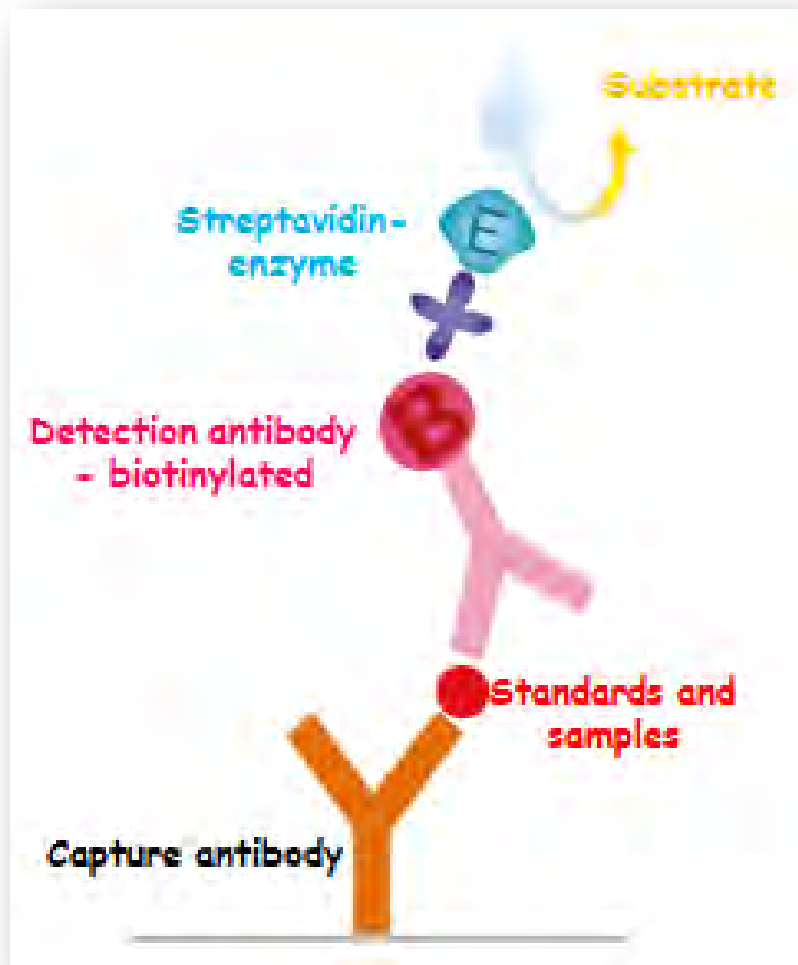 Substrate
Streptavidin-
enzyme
E
B
Detection antibody
- biotinylated
Standards and
samples
Capture antibody